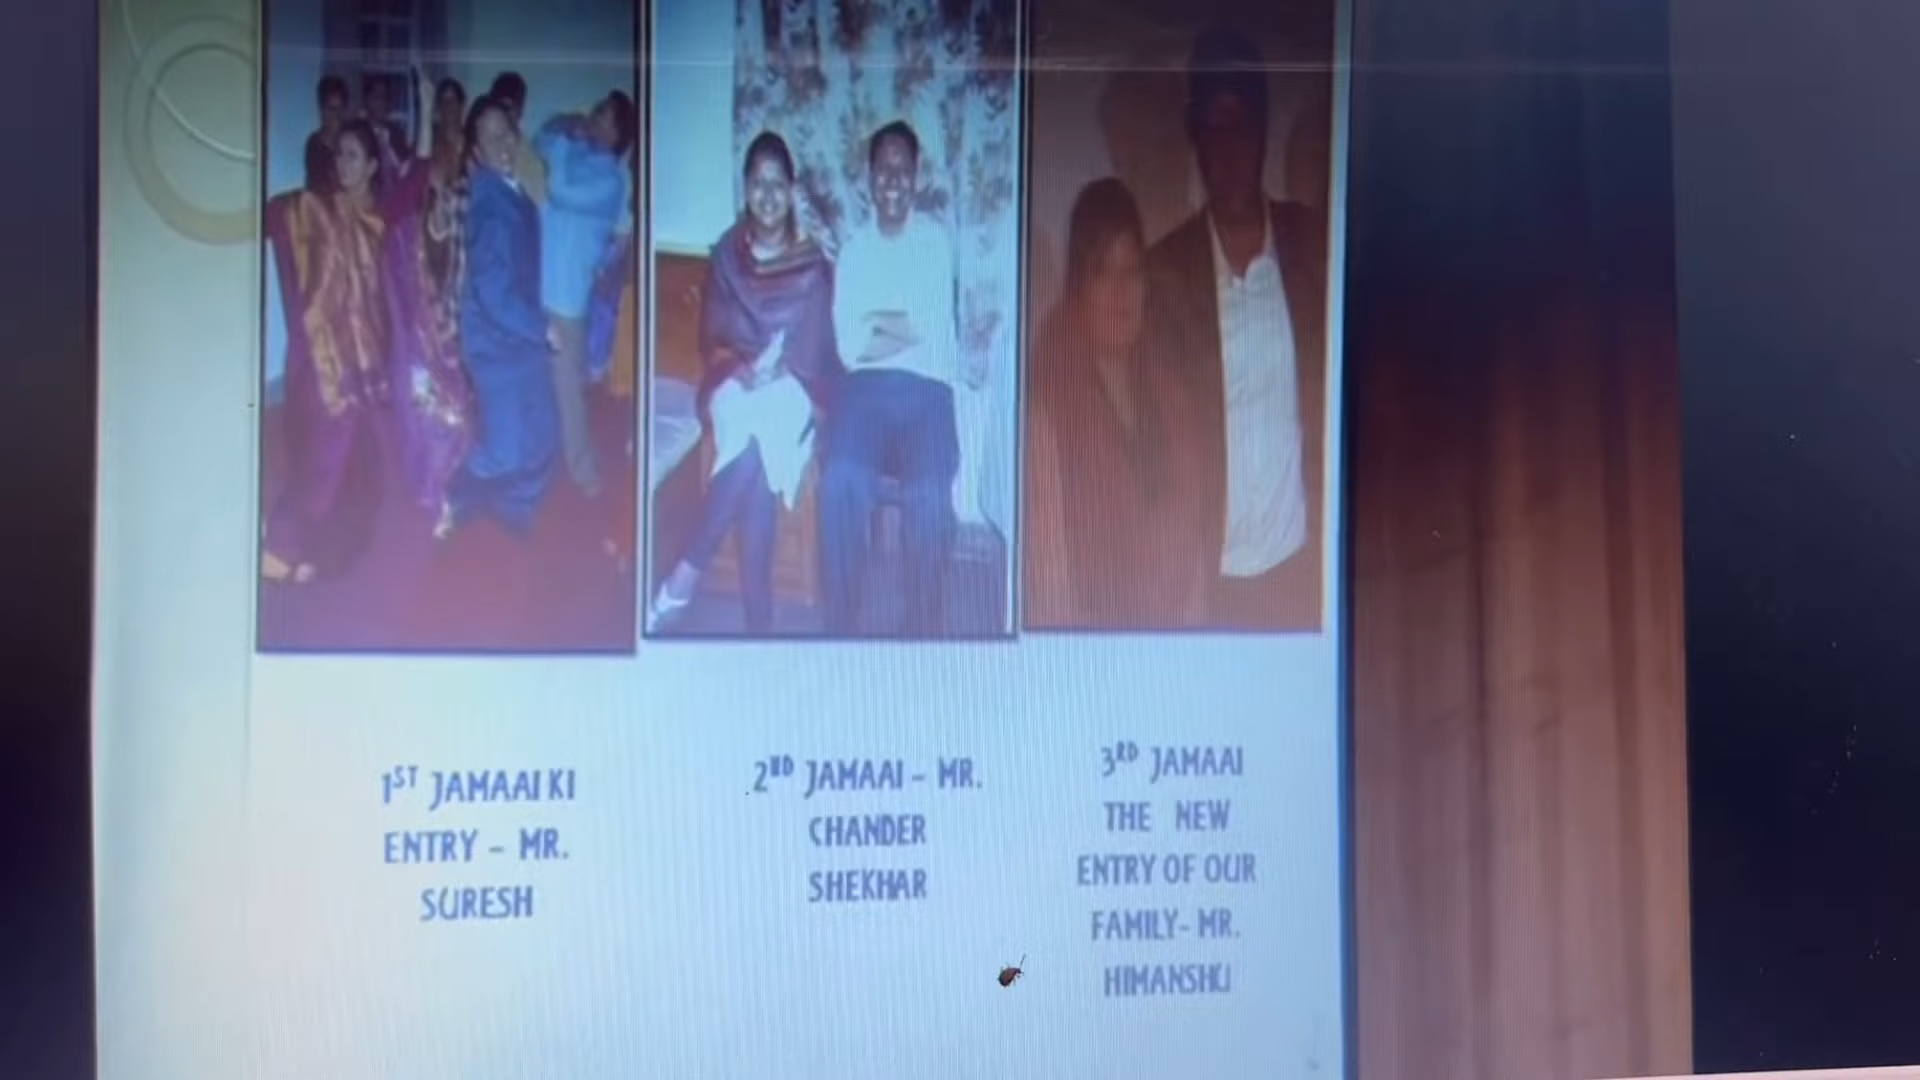 1ST JAMAAI KI
ENTRY – MR.
SURESH
2ND JAMAAI – MR.
CHANDER
SHEKHAR
3RD JAMAAI
THE NEW
ENTRY OF OUR
FAMILY- MR.
HIMANSHU